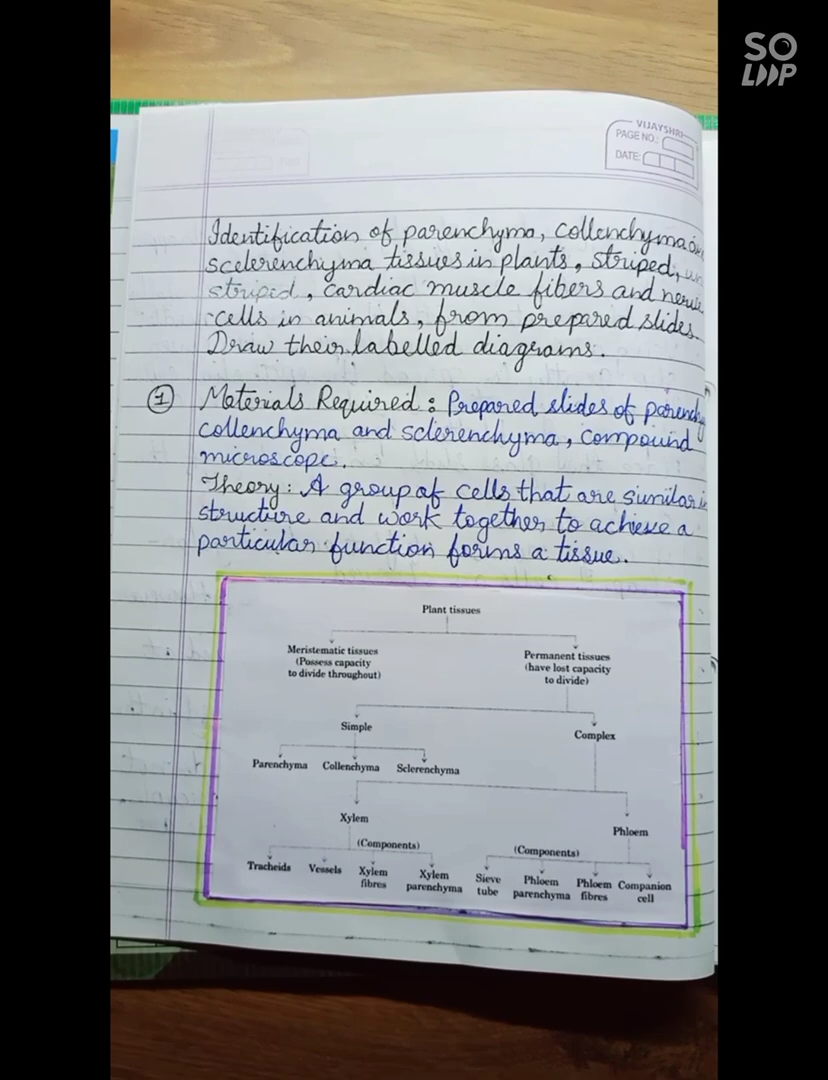 SO
LOOP
VIJAYSHRI
PAGE NO.:
DATE:
Identification of parenchyma, collenchyma
scelerenchyma tissues in plants, striped, un
striped, cardiac muscle fibers and nerve
cells in animals, from prepared slides.
Draw their labelled diagrams.
1 Materials Required : Prepared slides of parench
collenchyma and sclerenchyma, compound
microscope.
Theory : A group of cells that are similar in
structure and work together to achieve a
particular function forms a tissue.
Plant tissues
Meristematic tissues
(Possess capacity
to divide throughout)
Permanent tissues
(have lost capacity
to divide)
Simple
Complex
Parenchyma Collenchyma Sclerenchyma
Xylem
Phloem
(Components)
(Components)
Tracheids Vessels Xylem fibres Xylem parenchyma
Sieve tube Phloem parenchyma Phloem fibres Companion cell